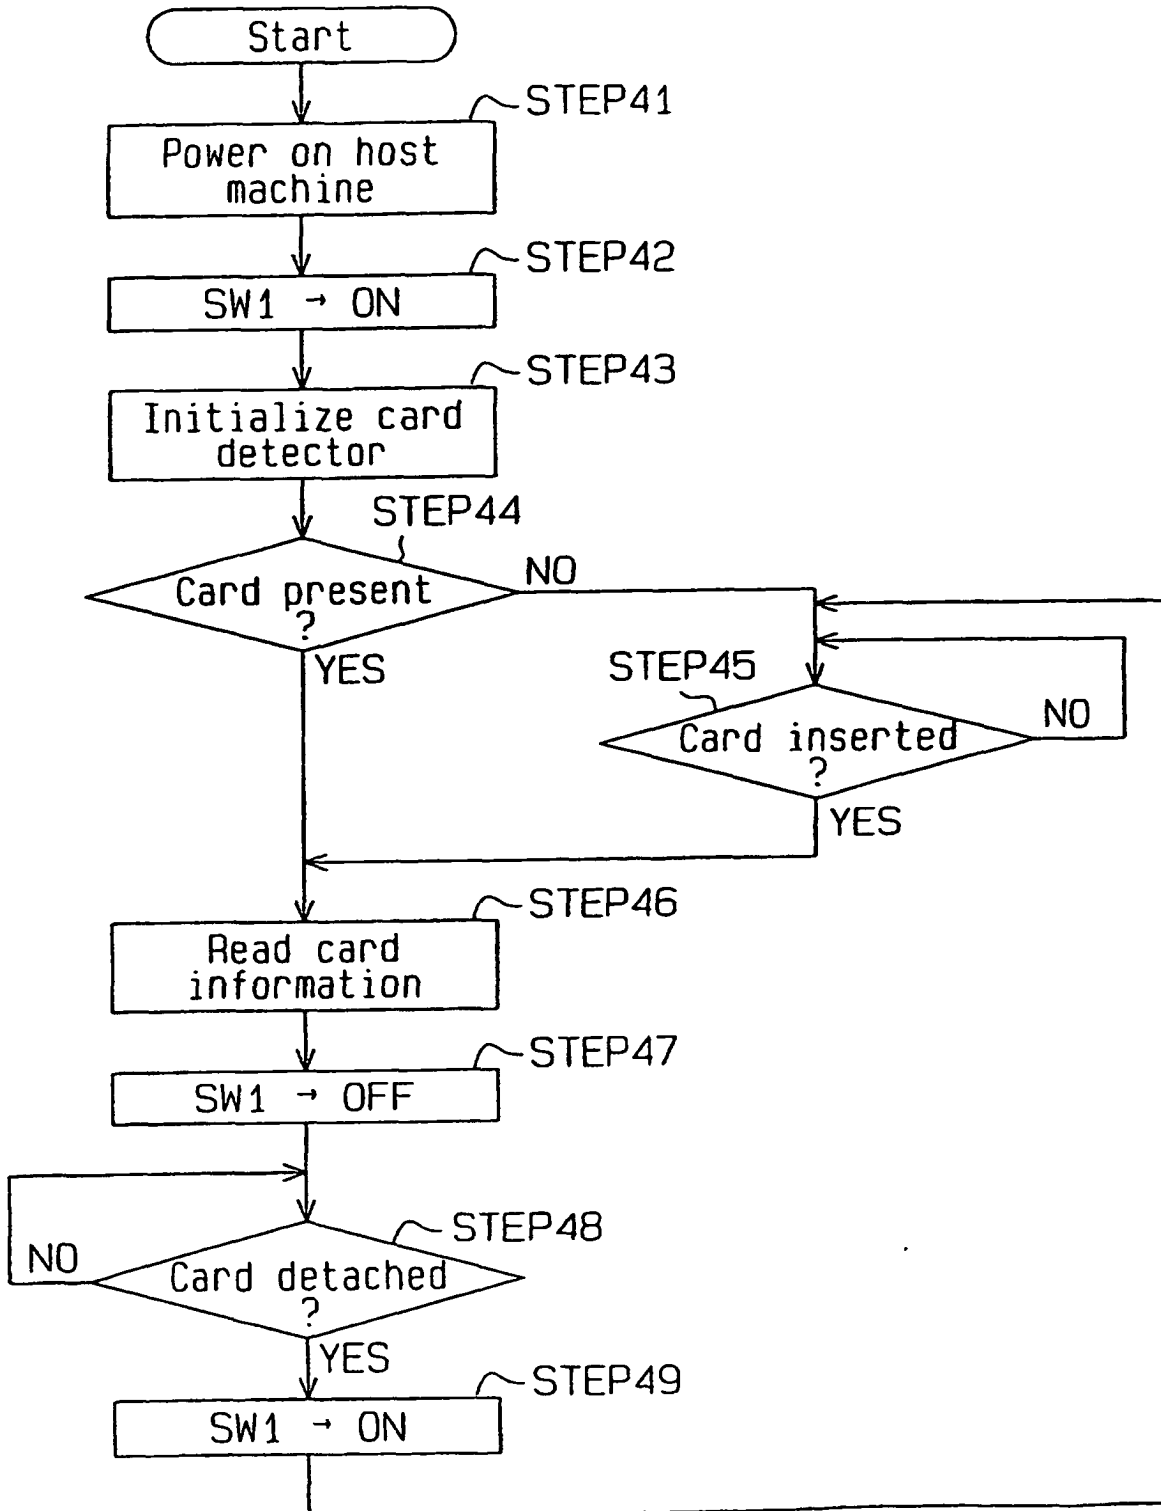 Start
STEP41
Power on host
machine
STEP42
SW1 → ON
STEP43
Initialize card
detector
STEP44
Card present
?
NO
YES
STEP45
Card inserted
?
NO
YES
STEP46
Read card
information
STEP47
SW1 → OFF
STEP48
Card detached
?
NO
YES
STEP49
SW1 → ON